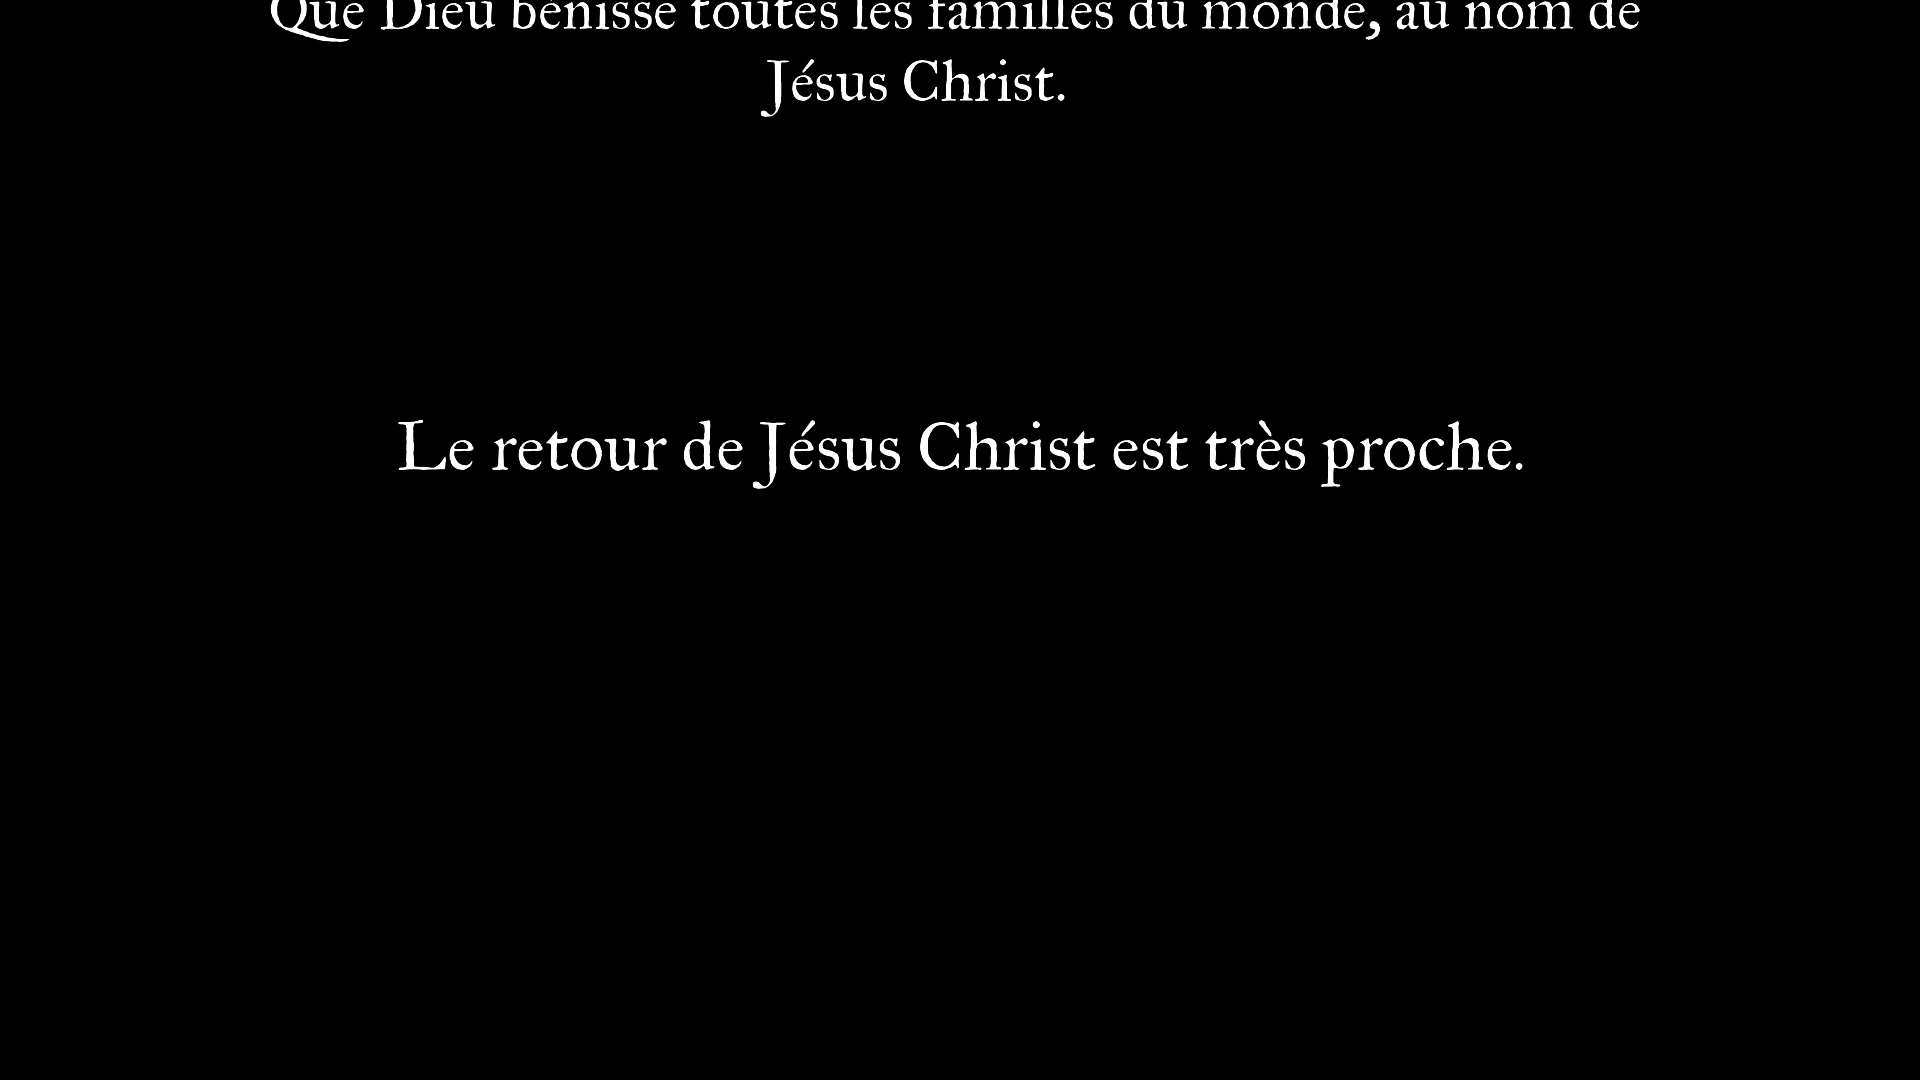 Que Dieu bénisse toutes les familles du monde, au nom de
Jésus Christ.
Le retour de Jésus Christ est très proche.